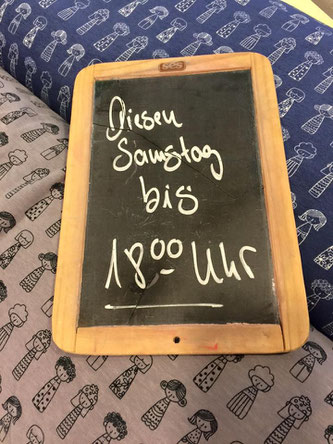 Diesen
Samstag
bis
18⁰⁰ Uhr